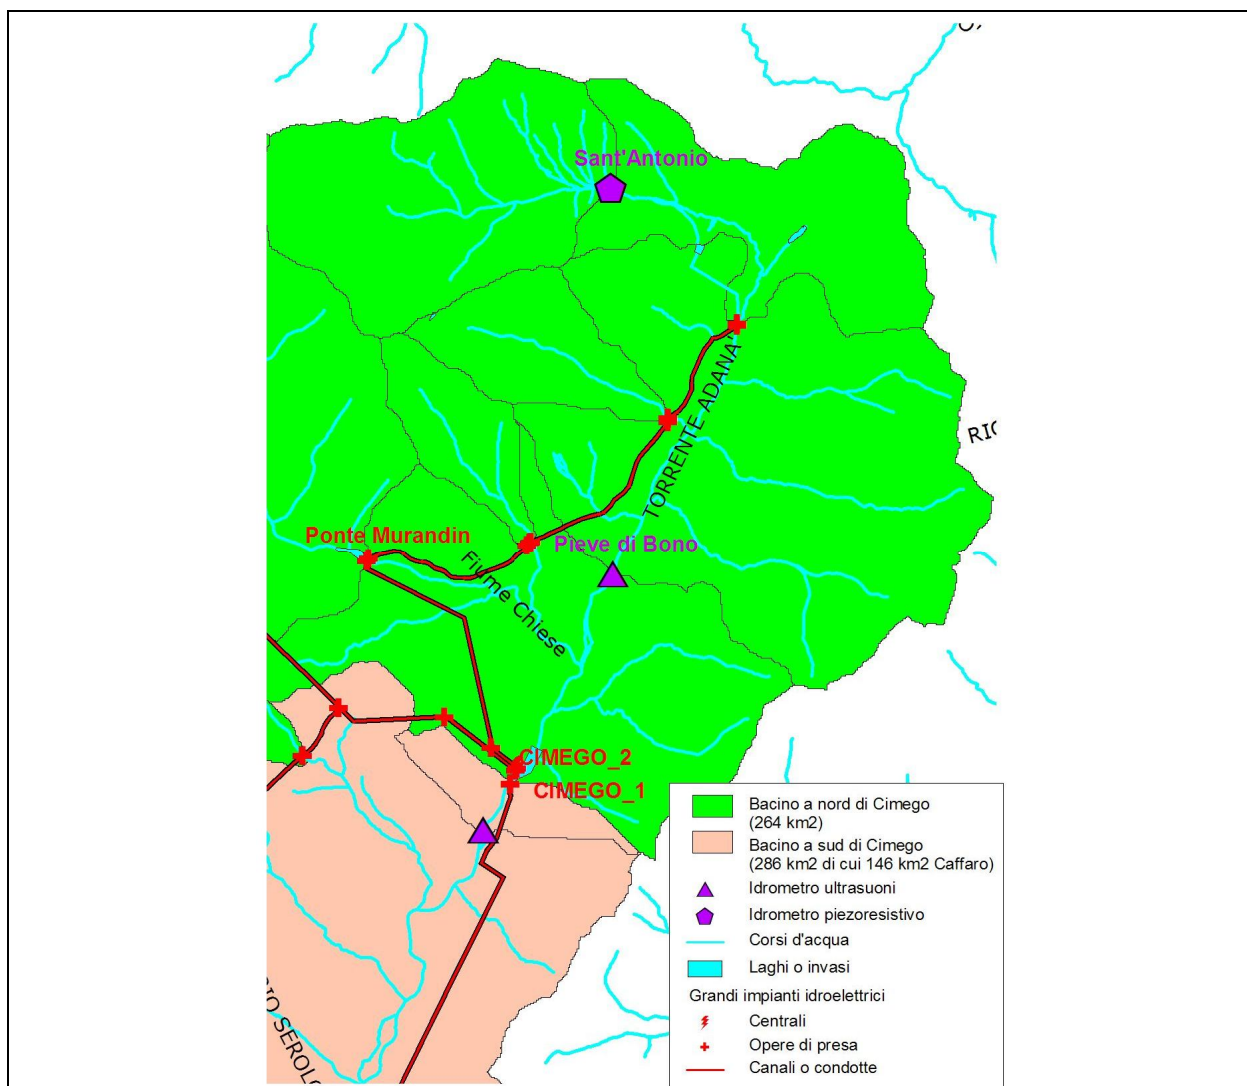 Sant'Antonio
TORRENTE ADANA'
Ponte Murandin
Pieve di Bono
Fiume Chiese
CIMEGO_2
CIMEGO_1
Bacino a nord di Cimego
(264 km2)
Bacino a sud di Cimego
(286 km2 di cui 146 km2 Caffaro)
Idrometro ultrasuoni
Idrometro piezoresistivo
Corsi d'acqua
Laghi o invasi
Grandi impianti idroelettrici
Centrali
Opere di presa
Canali o condotte